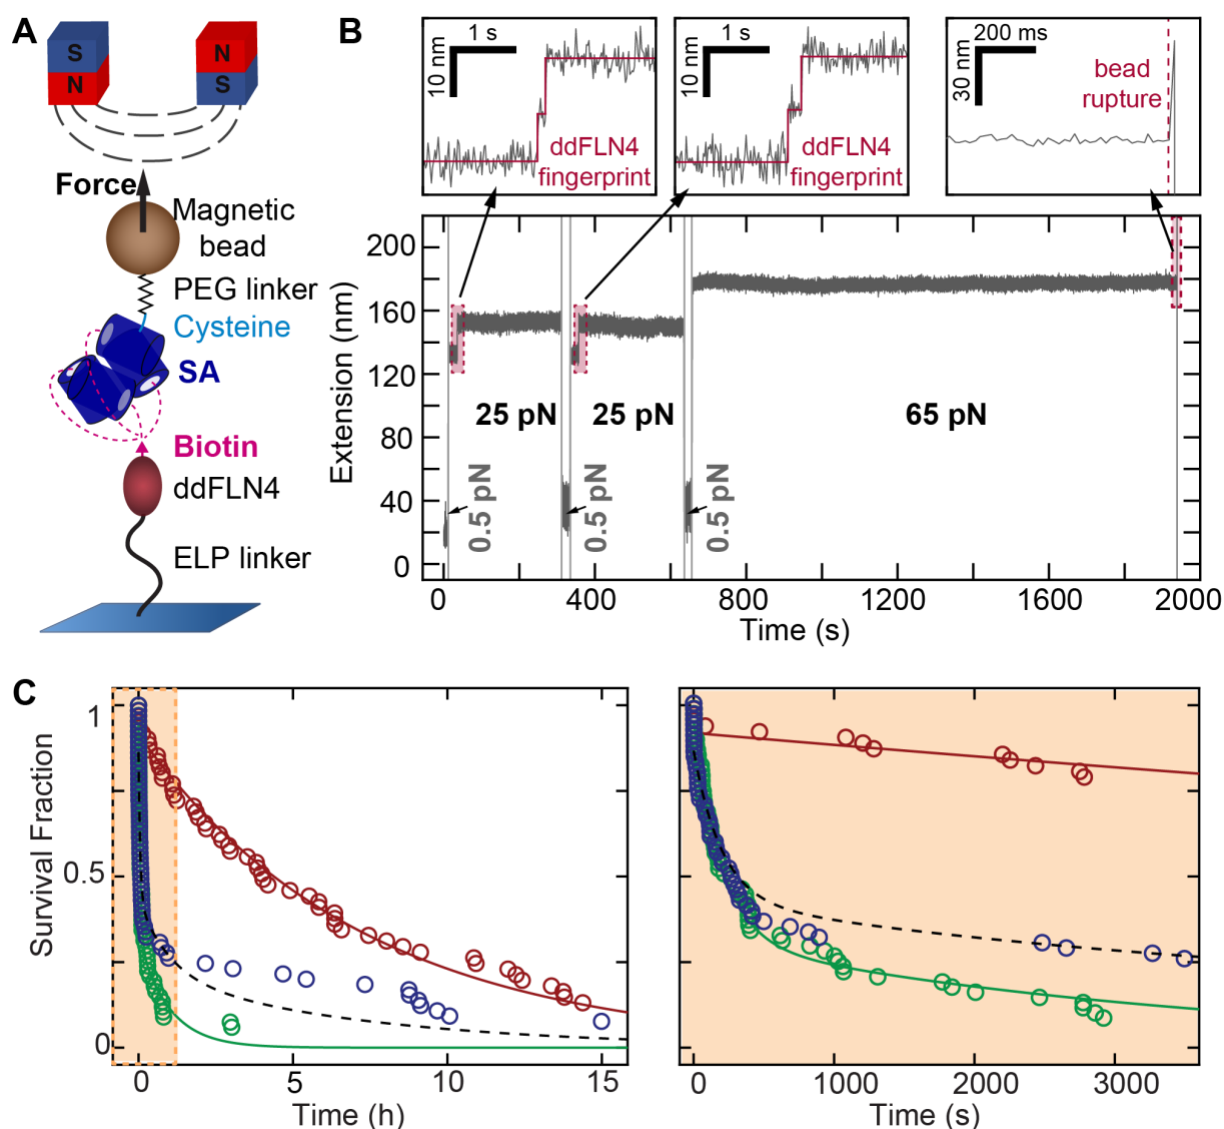 A
S
N
N
S
Force
Magnetic
bead
PEG linker
Cysteine
SA
Biotin
ddFLN4
ELP linker
B
1 s
10 nm
ddFLN4
fingerprint
1 s
10 nm
ddFLN4
fingerprint
200 ms
30 nm
bead
rupture
Extension (nm)
200
160
120
80
40
0
25 pN
25 pN
65 pN
0.5 pN
0.5 pN
0.5 pN
0
400
800
1200
1600
2000
Time (s)
C
Survival Fraction
1
0.5
0
0
5
10
15
Time (h)
0
1000
2000
3000
Time (s)